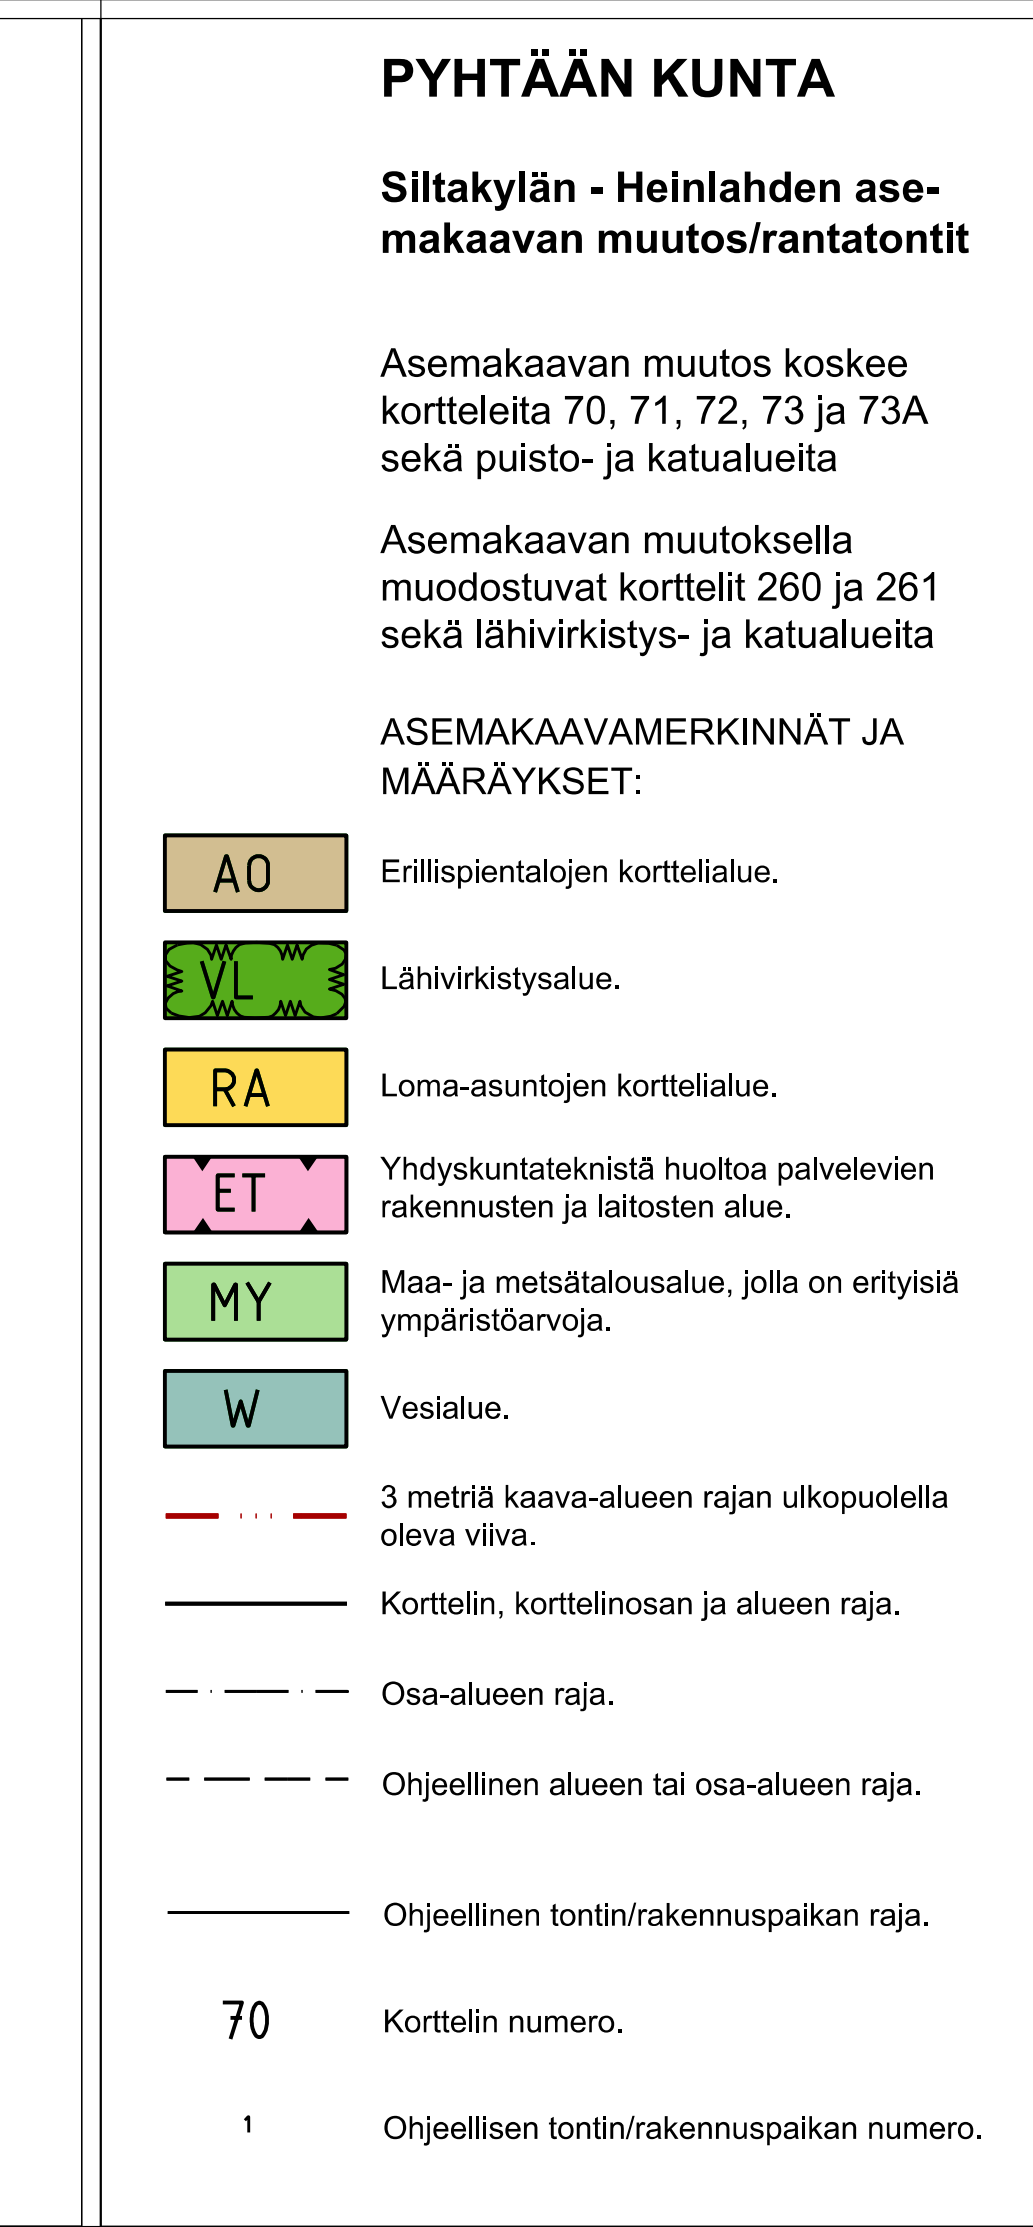 PYHTÄÄN KUNTA
Siltakylän - Heinlahden ase-
makaavan muutos/rantatontit
Asemakaavan muutos koskee
kortteleita 70, 71, 72, 73 ja 73A
sekä puisto- ja katualueita
Asemakaavan muutoksella
muodostuvat korttelit 260 ja 261
sekä lähivirkistys- ja katualueita
ASEMAKAAVAMERKINNÄT JA
MÄÄRÄYKSET:
AO Erillispientalojen korttelialue.
VL Lähivirkistysalue.
RA Loma-asuntojen korttelialue.
ET Yhdyskuntateknistä huoltoa palvelevien
rakennusten ja laitosten alue.
MY Maa- ja metsätalousalue, jolla on erityisiä
ympäristöarvoja.
W Vesialue.
3 metriä kaava-alueen rajan ulkopuolella
oleva viiva.
Korttelin, korttelinosan ja alueen raja.
Osa-alueen raja.
Ohjeellinen alueen tai osa-alueen raja.
Ohjeellinen tontin/rakennuspaikan raja.
70 Korttelin numero.
1 Ohjeellisen tontin/rakennuspaikan numero.